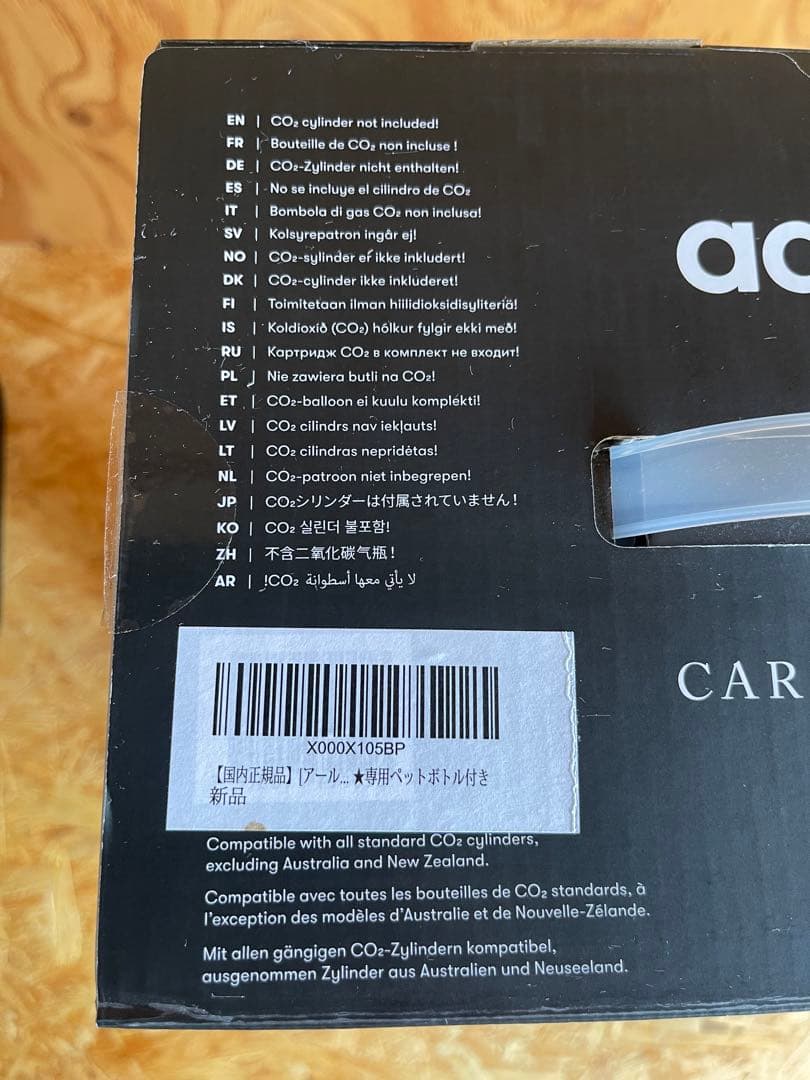 EN | CO₂ cylinder not included!
FR | Bouteille de CO₂ non incluse !
DE | CO₂-Zylinder nicht enthalten!
ES | No se incluye el cilindro de CO₂
IT | Bombola di gas CO₂ non inclusa!
SV | Kolsyrepatron ingår ej!
NO | CO₂-sylinder er ikke inkludert!
DK | CO₂-cylinder ikke inkluderet!
FI | Toimitetaan ilman hiilidioksidisyliteriä!
IS | Koldioxíð (CO₂) hólkur fylgir ekki með!
RU | Картридж CO₂ в комплект не входит!
PL | Nie zawiera butli na CO₂!
ET | CO₂-balloon ei kuulu komplekti!
LV | CO₂ cilindrs nav iekļauts!
LT | CO₂ cilindras nepridėtas!
NL | CO₂-patroon niet inbegrepen!
JP | CO₂シリンダーは付属されていません！
KO | CO₂ 실린더 불포함!
ZH | 不含二氧化碳气瓶！
AR | لا يأتي معها أسطوانة CO₂!
CAR
X000X105BP
【国内正規品】[アール... ★専用ペットボトル付き
新品
Compatible with all standard CO₂ cylinders,
excluding Australia and New Zealand.
Compatible avec toutes les bouteilles de CO₂ standards, à
l'exception des modèles d'Australie et de Nouvelle-Zélande.
Mit allen gängigen CO₂-Zylindern kompatibel,
ausgenommen Zylinder aus Australien und Neuseeland.